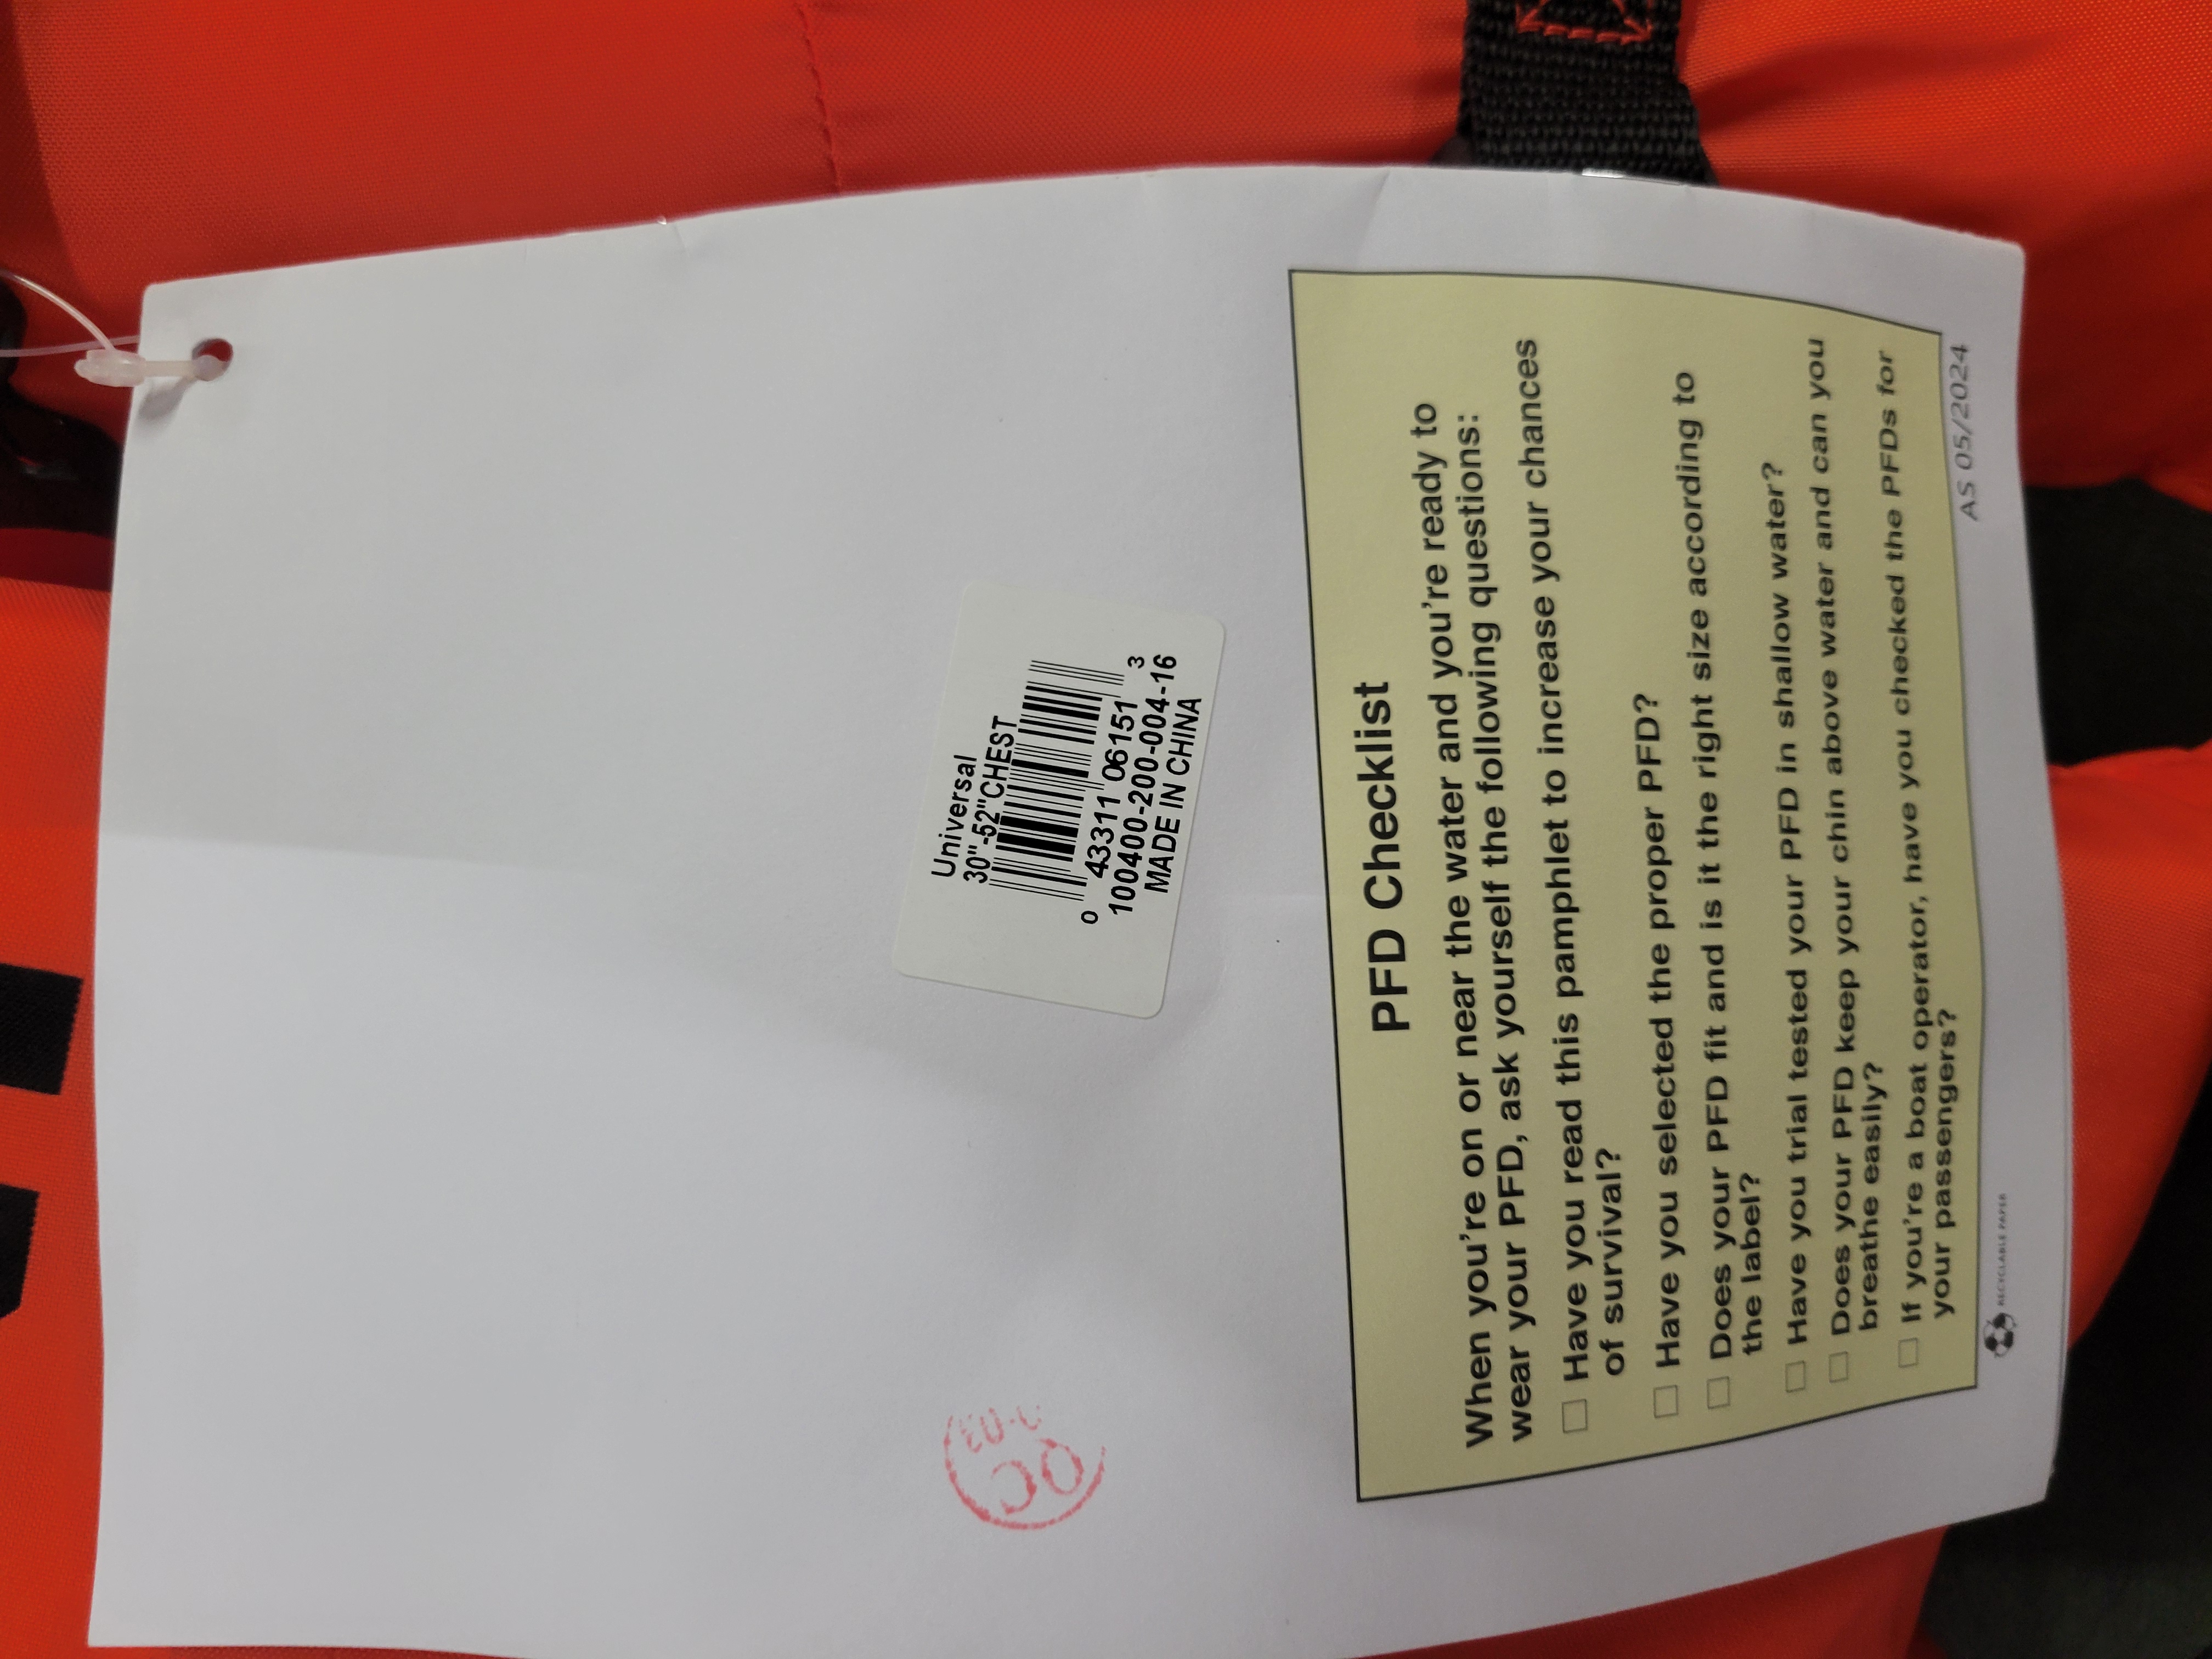 Universal
30"-52"CHEST
0 43311 06151 3
100400-200-004-16
MADE IN CHINA
QC
PFD Checklist
When you're on or near the water and you're ready to
wear your PFD, ask yourself the following questions:
□ Have you read this pamphlet to increase your chances
of survival?
□ Have you selected the proper PFD?
□ Does your PFD fit and is it the right size according to
the label?
□ Have you trial tested your PFD in shallow water?
□ Does your PFD keep your chin above water and can you
breathe easily?
□ If you're a boat operator, have you checked the PFDs for
your passengers?
RECYCLABLE PAPER
AS 05/2024